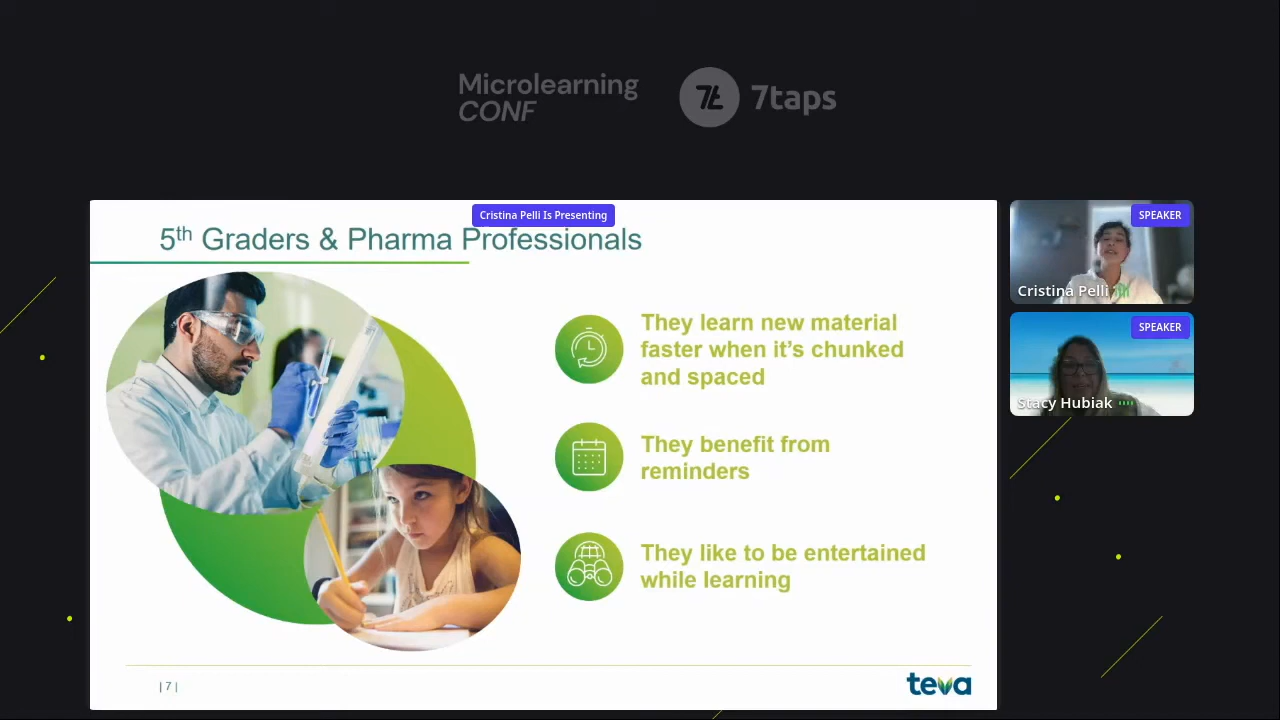 Microlearning
CONF
7t
7taps
Cristina Pelli Is Presenting
5th Graders & Pharma Professionals
They learn new material
faster when it's chunked
and spaced
They benefit from
reminders
They like to be entertained
while learning
| 7 |
teva
SPEAKER
Cristina Pelli
SPEAKER
Stacy Hubiak